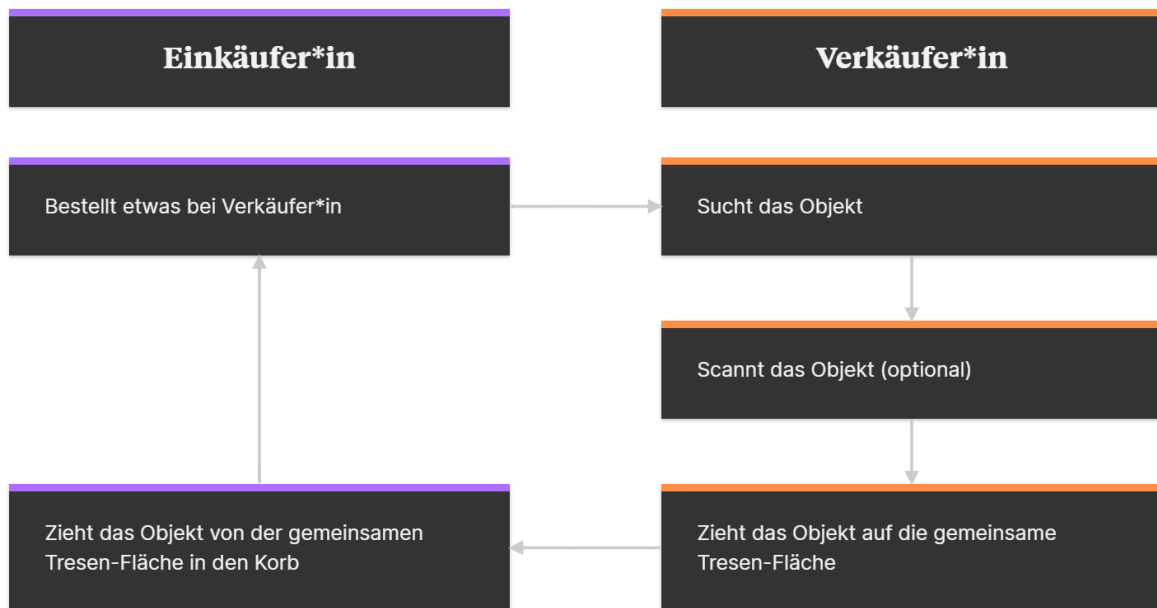 Einkäufer*in
Verkäufer*in
Bestellt etwas bei Verkäufer*in
Sucht das Objekt
Scannt das Objekt (optional)
Zieht das Objekt von der gemeinsamen
Tresen-Fläche in den Korb
Zieht das Objekt auf die gemeinsame
Tresen-Fläche